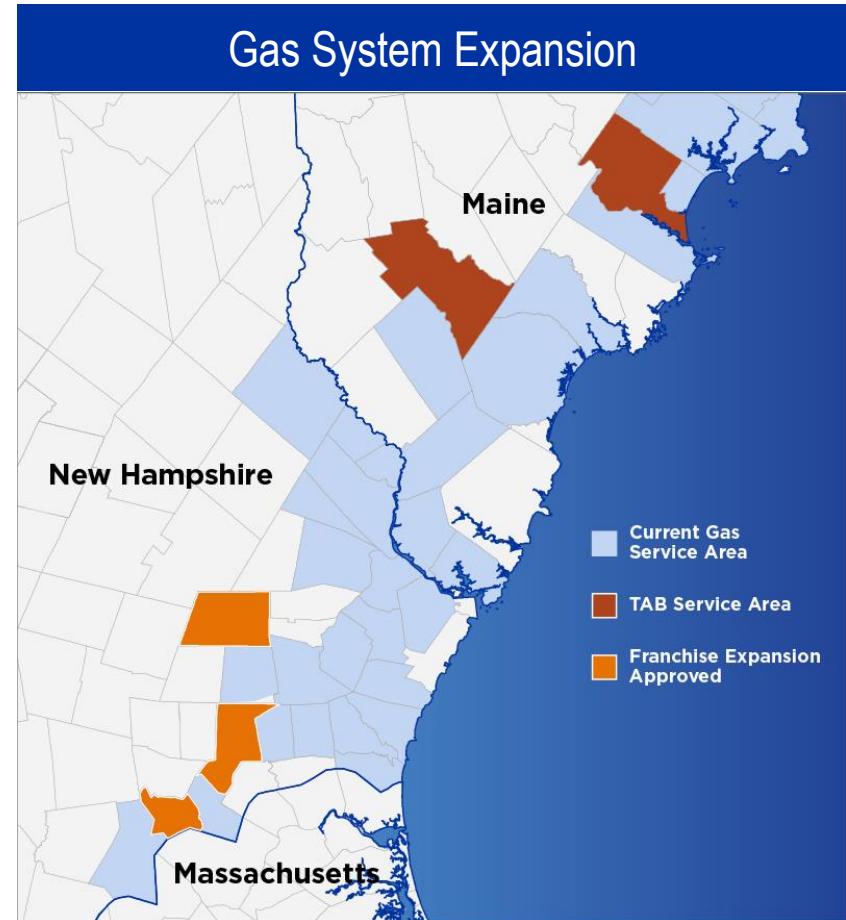 Gas System Expansion
Maine
New Hampshire
Current Gas
Service Area
TAB Service Area
Franchise Expansion
Approved
Massachusetts